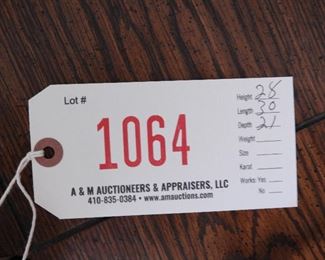 Lot #
1064
Height 28
Length 30
Depth 21
Weight
Size
Karat
Works: Yes
No
A & M AUCTIONEERS & APPRAISERS, LLC
410-835-0384 • www.amauctions.com